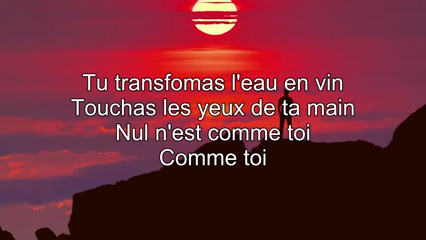 Tu transfomas l'eau en vin
Touchas les yeux de ta main
Nul n'est comme toi
Comme toi